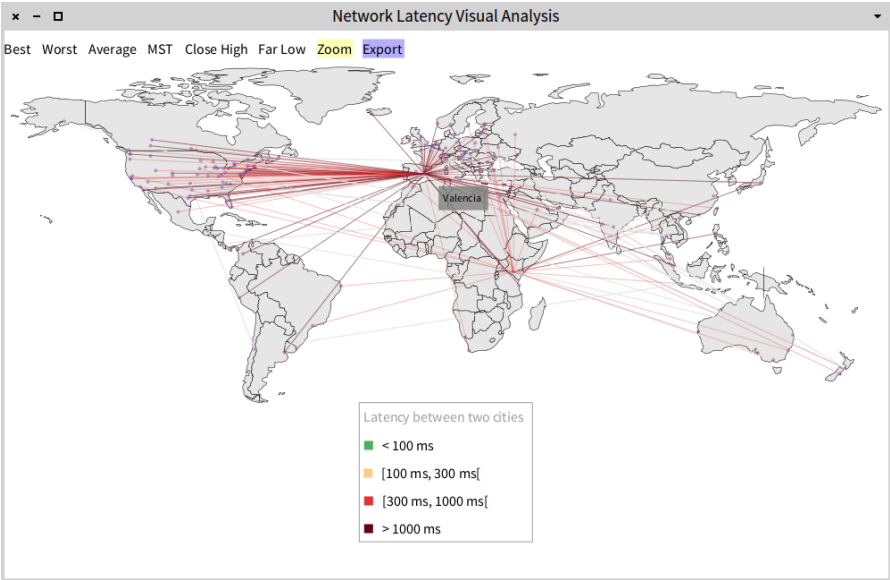 Network Latency Visual Analysis
Best Worst Average MST Close High Far Low Zoom Export
Valencia
Latency between two cities
< 100 ms
[100 ms, 300 ms[
[300 ms, 1000 ms[
> 1000 ms